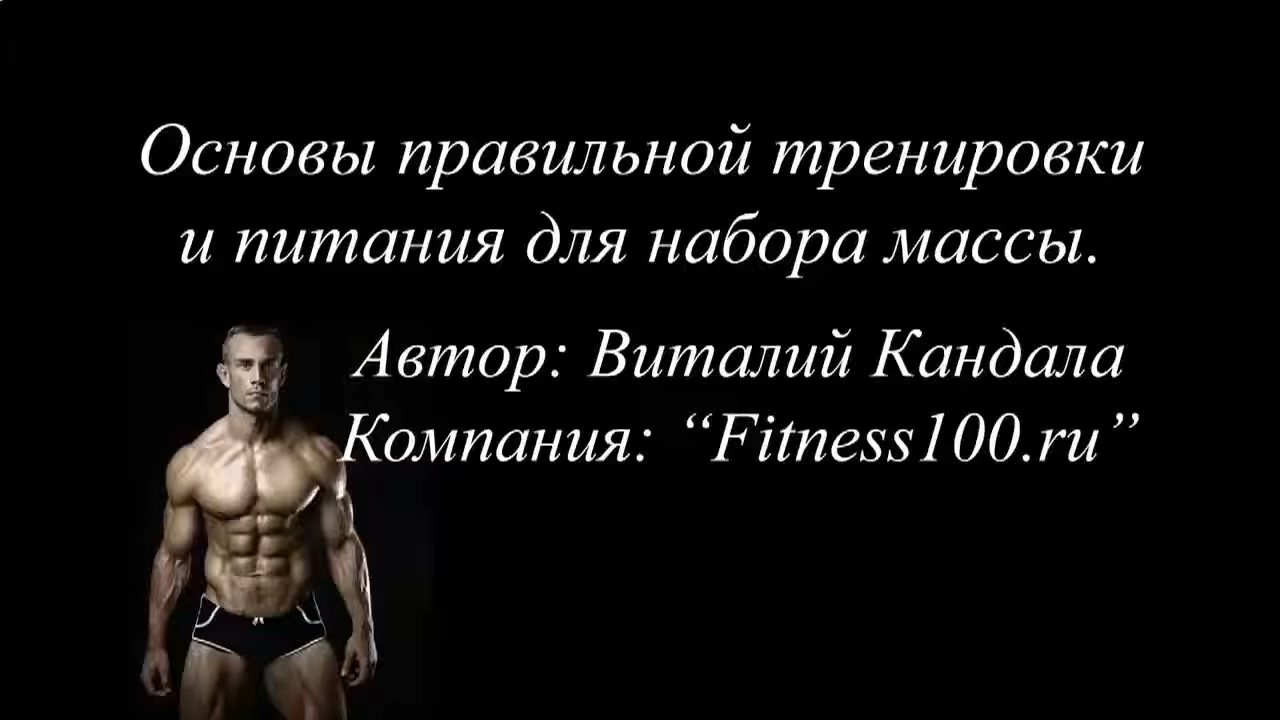 Основы правильной тренировки
и питания для набора массы.
Автор: Виталий Кандала
Компания: “Fitness100.ru”